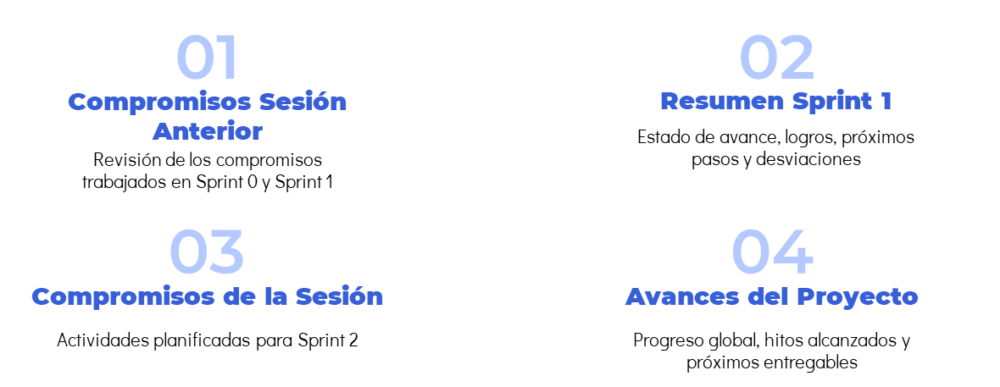 01
Compromisos Sesión
Anterior
Revisión de los compromisos
trabajados en Sprint 0 y Sprint 1
02
Resumen Sprint 1
Estado de avance, logros, próximos
pasos y desviaciones
03
Compromisos de la Sesión
Actividades planificadas para Sprint 2
04
Avances del Proyecto
Progreso global, hitos alcanzados y
próximos entregables